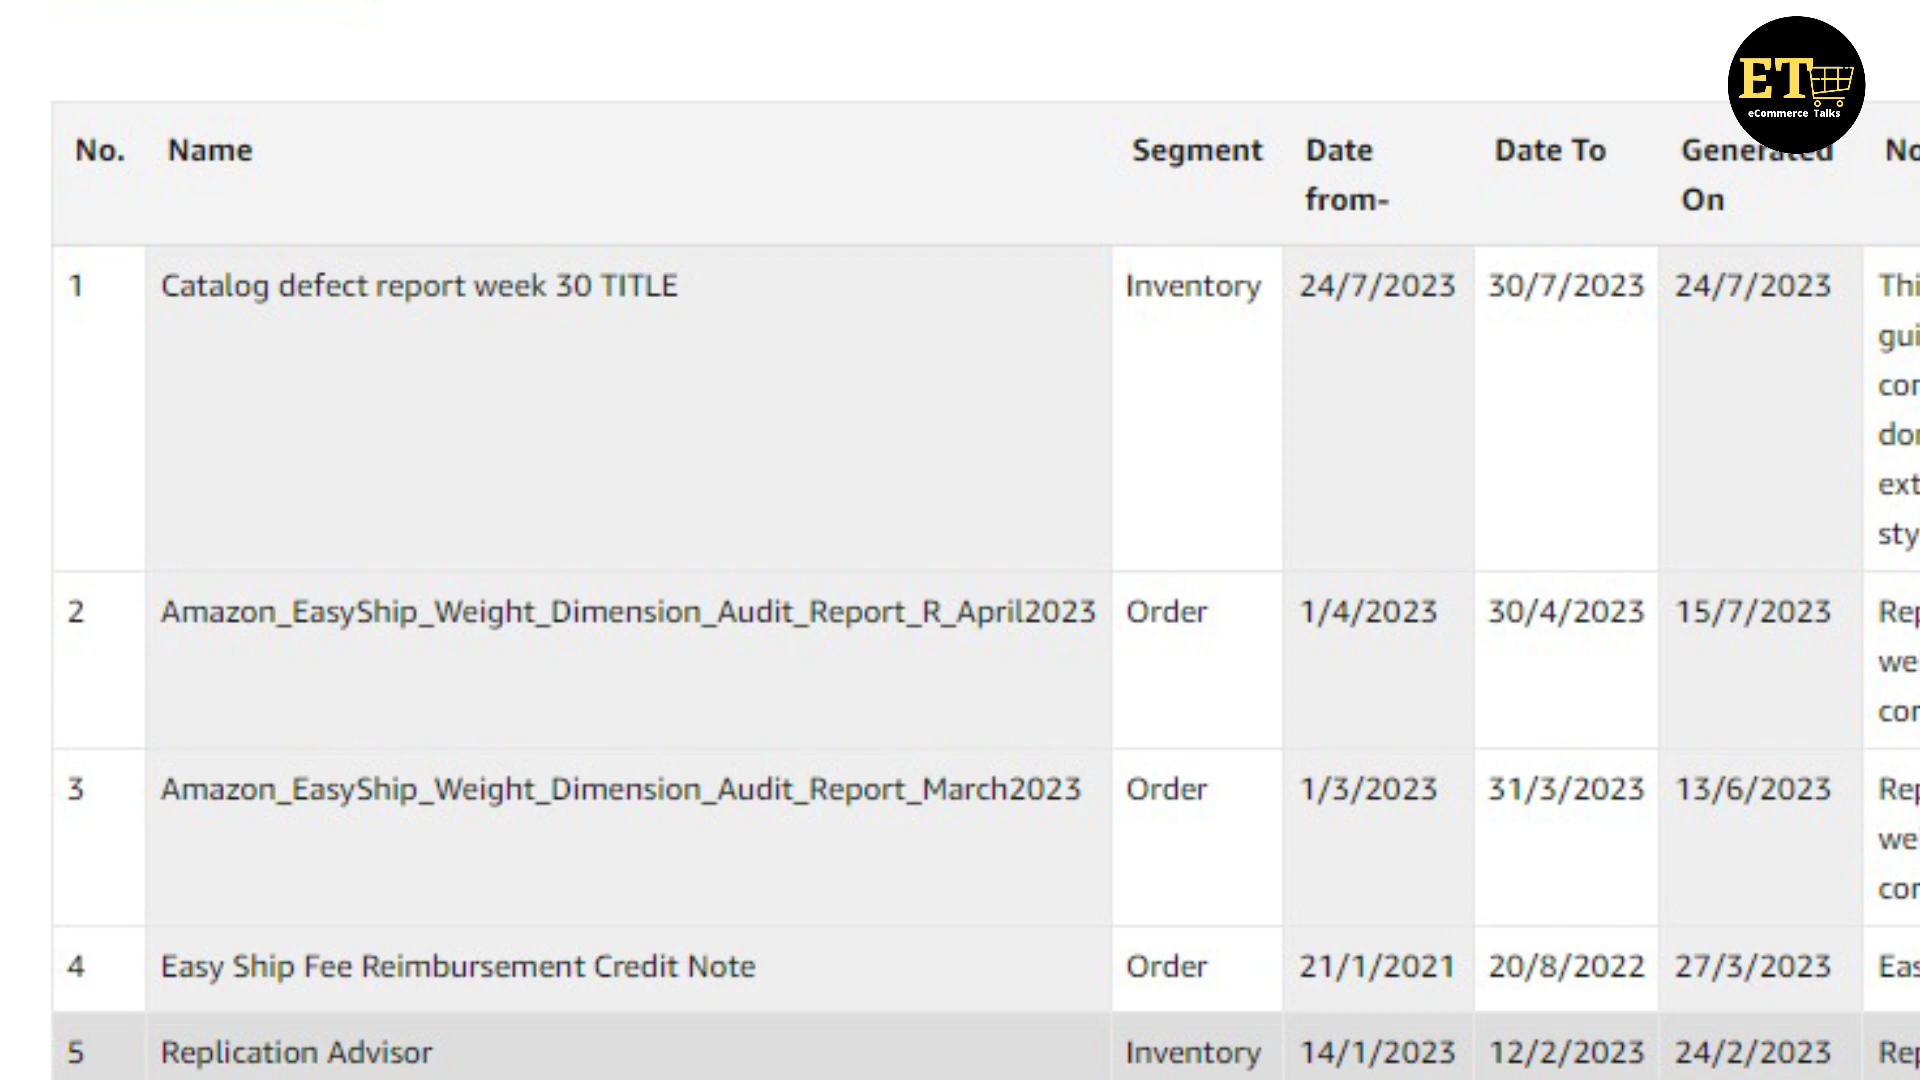 ET
eCommerce Talks
No. Name Segment Date from- Date To Generated On
1 Catalog defect report week 30 TITLE Inventory 24/7/2023 30/7/2023 24/7/2023
2 Amazon_EasyShip_Weight_Dimension_Audit_Report_R_April2023 Order 1/4/2023 30/4/2023 15/7/2023
3 Amazon_EasyShip_Weight_Dimension_Audit_Report_March2023 Order 1/3/2023 31/3/2023 13/6/2023
4 Easy Ship Fee Reimbursement Credit Note Order 21/1/2021 20/8/2022 27/3/2023
5 Replication Advisor Inventory 14/1/2023 12/2/2023 24/2/2023